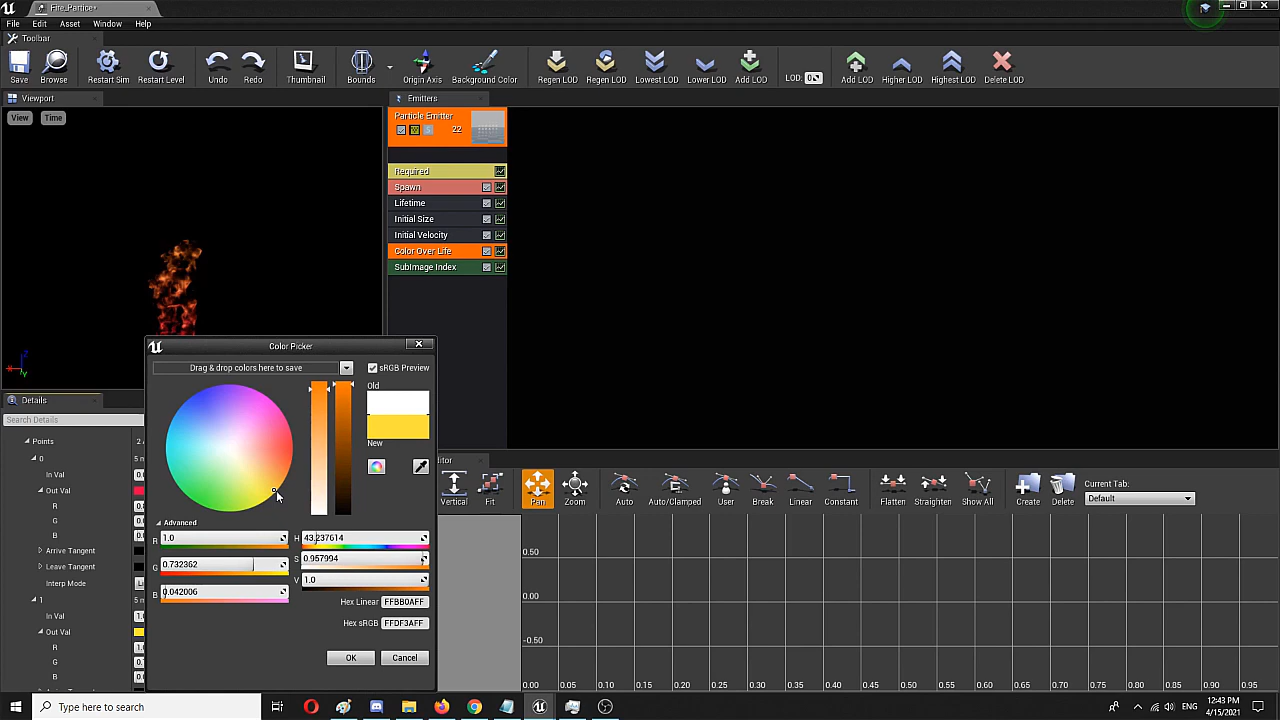 Fire_Partice*
File Edit Asset Window Help
Toolbar
Save Browse Restart Sim Restart Level Undo Redo Thumbnail Bounds Origin Axis Background Color Regen LOD Regen LOD Lowest LOD Lower LOD Add LOD LOD: 0 Add LOD Higher LOD Highest LOD Delete LOD
Viewport
Emitters
View Time
Particle Emitter
22
Required
Spawn
Lifetime
Initial Size
Initial Velocity
Color Over Life
SubImage Index
Color Picker
Drag & drop colors here to save
sRGB Preview
Old
New
Advanced
R 1.0
G 0.732362
B 0.042006
H 43.237614
S 0.957994
V 1.0
Hex Linear FFBB0AFF
Hex sRGB FFDF3AFF
OK Cancel
Details
Search Details
Points
0
In Val
Out Val
R
G
B
Arrive Tangent
Leave Tangent
Interp Mode
1
In Val
Out Val
R
G
B
Vertical Fit Pan Zoom Auto Auto/Clamped User Break Linear Constant Flatten Straighten Show All Create Delete
Current Tab:
Default
0.50
0.00
-0.50
0.00 0.05 0.10 0.15 0.20 0.25 0.30 0.35 0.40 0.45 0.50 0.55 0.60 0.65 0.70 0.75 0.80 0.85 0.90 0.95
Type here to search
ENG
12:43 PM
4/15/2021